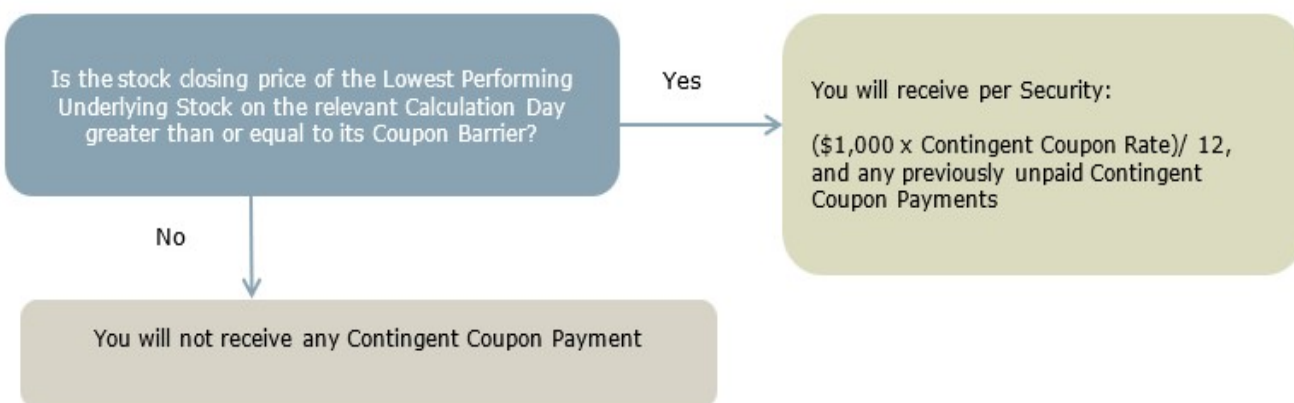 Is the stock closing price of the Lowest Performing
Underlying Stock on the relevant Calculation Day
greater than or equal to its Coupon Barrier?
Yes
You will receive per Security:
($1,000 x Contingent Coupon Rate)/ 12,
and any previously unpaid Contingent
Coupon Payments
No
You will not receive any Contingent Coupon Payment